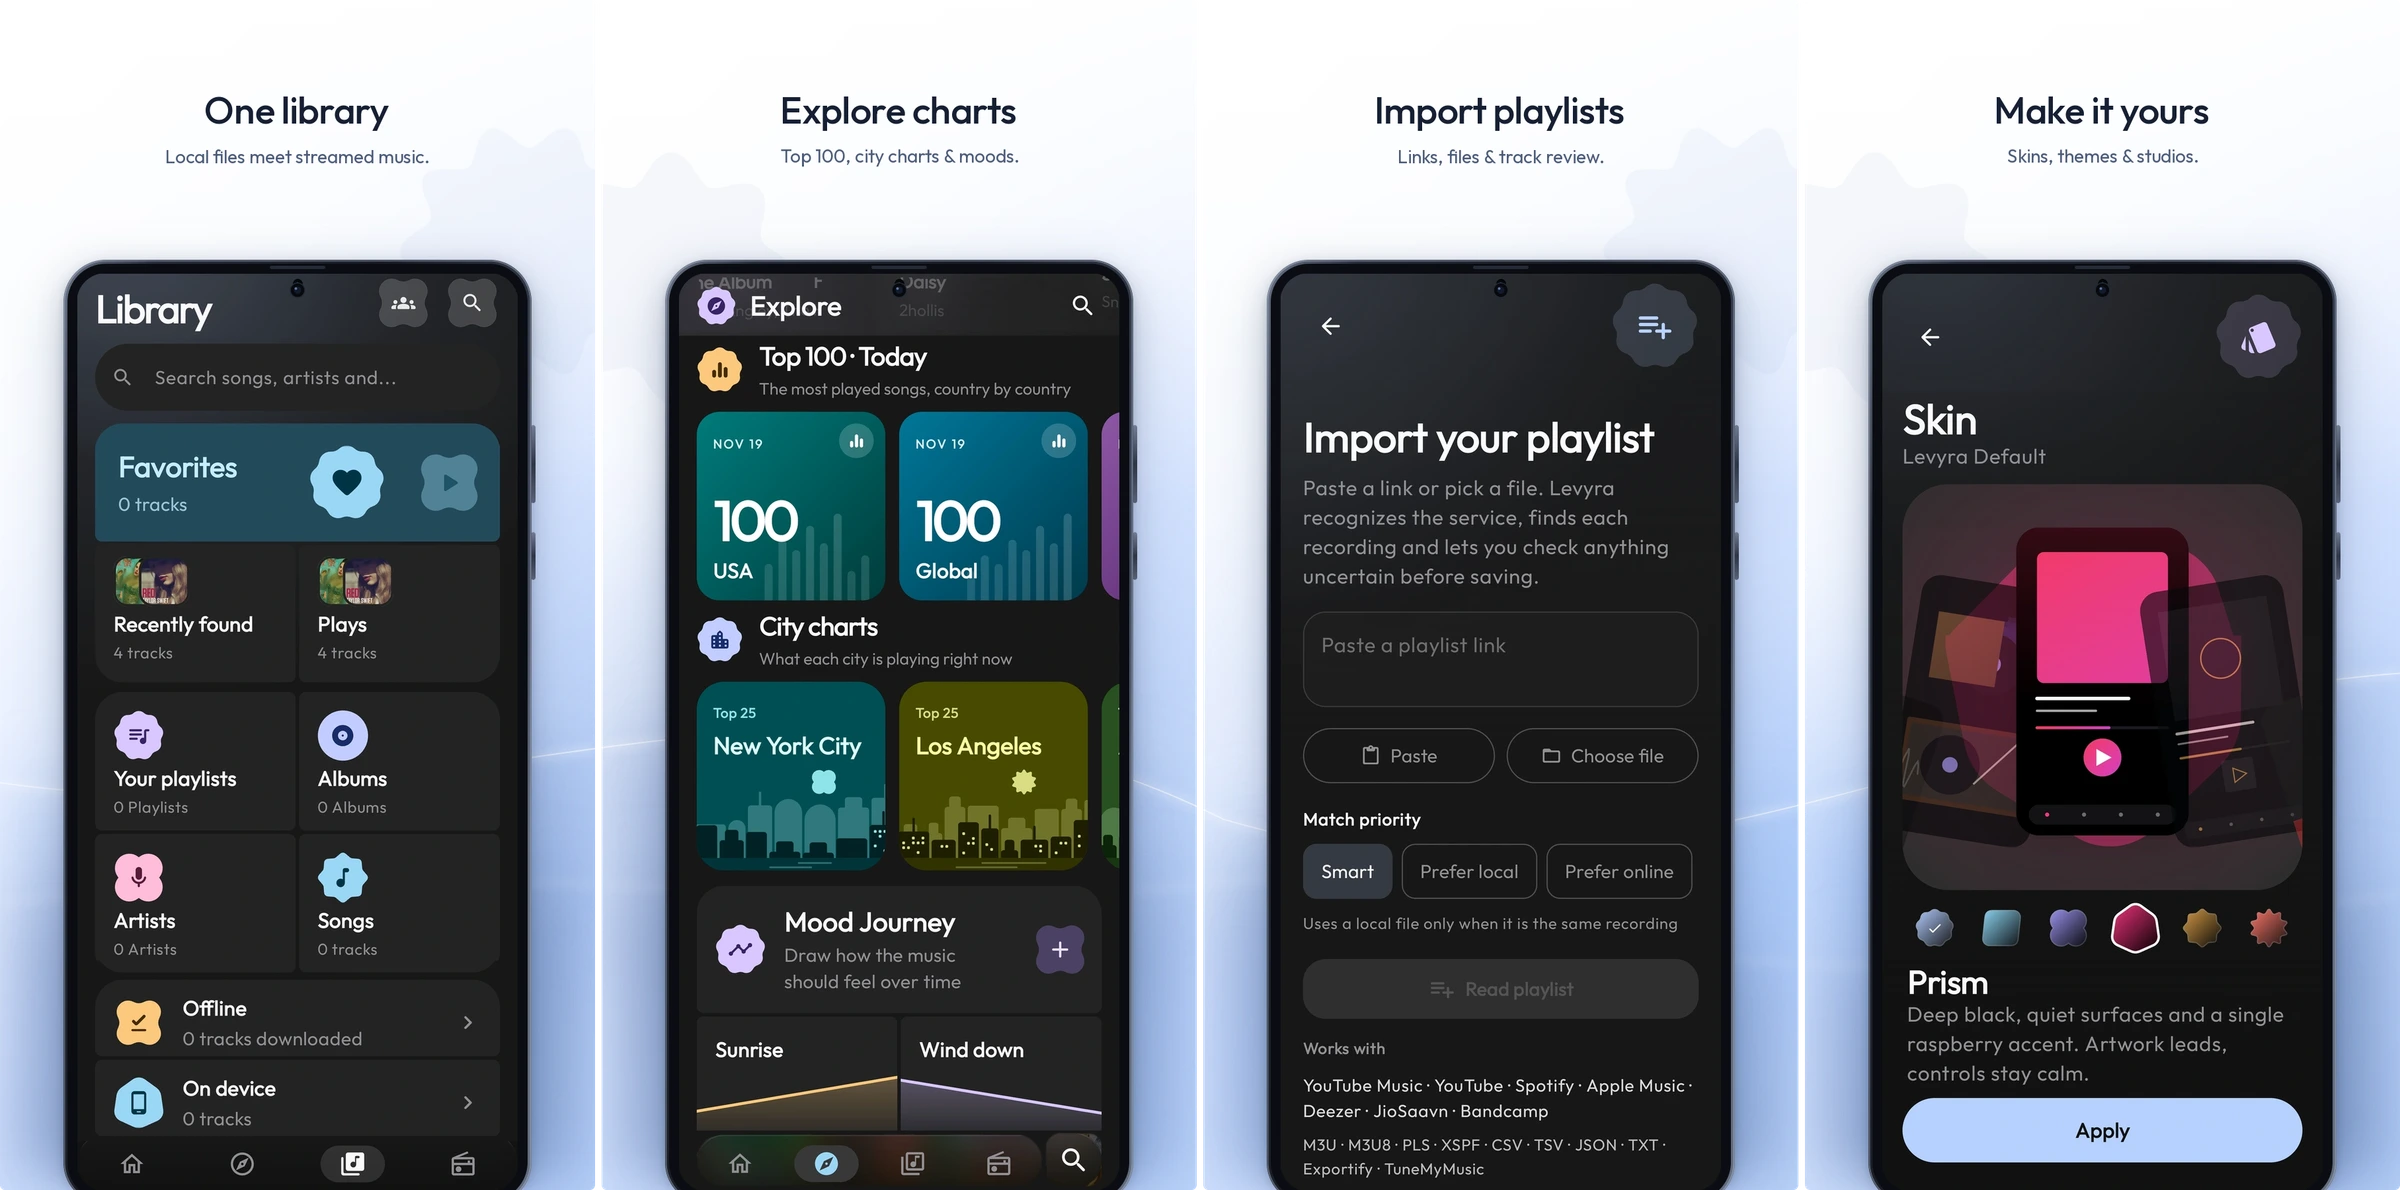 One library
Local files meet streamed music.
Library
Search songs, artists and...
Favorites
0 tracks
Recently found
4 tracks
Plays
4 tracks
Your playlists
0 Playlists
Albums
0 Albums
Artists
0 Artists
Songs
0 tracks
Offline
0 tracks downloaded
On device
0 tracks
Explore charts
Top 100, city charts & moods.
Album
Daisy
2hollis
Explore
Top 100 · Today
The most played songs, country by country
NOV 19
100
USA
NOV 19
100
Global
City charts
What each city is playing right now
Top 25
New York City
Top 25
Los Angeles
Mood Journey
Draw how the music
should feel over time
Sunrise
Wind down
Import playlists
Links, files & track review.
Import your playlist
Paste a link or pick a file. Levyra
recognizes the service, finds each
recording and lets you check anything
uncertain before saving.
Paste a playlist link
Paste
Choose file
Match priority
Smart
Prefer local
Prefer online
Uses a local file only when it is the same recording
Read playlist
Works with
YouTube Music · YouTube · Spotify · Apple Music ·
Deezer · JioSaavn · Bandcamp
M3U · M3U8 · PLS · XSPF · CSV · TSV · JSON · TXT ·
Exportify · TuneMyMusic
Make it yours
Skins, themes & studios.
Skin
Levyra Default
Prism
Deep black, quiet surfaces and a single
raspberry accent. Artwork leads,
controls stay calm.
Apply